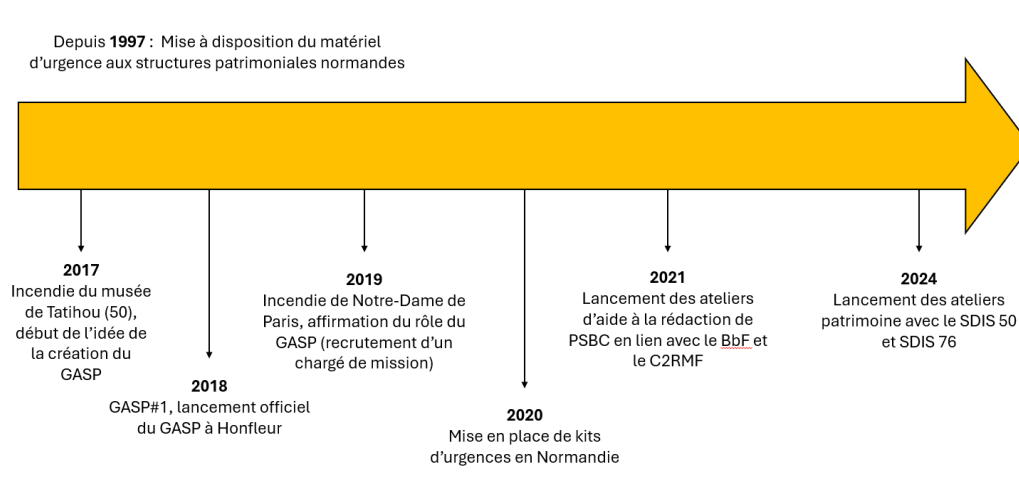 Depuis 1997 : Mise à disposition du matériel
d’urgence aux structures patrimoniales normandes
2017
Incendie du musée
de Tatihou (50),
début de l’idée de
la création du
GASP
2018
GASP#1, lancement officiel
du GASP à Honfleur
2019
Incendie de Notre-Dame de
Paris, affirmation du rôle du
GASP (recrutement d’un
chargé de mission)
2020
Mise en place de kits
d’urgences en Normandie
2021
Lancement des ateliers
d’aide à la rédaction de
PSBC en lien avec le BbF et
le C2RMF
2024
Lancement des ateliers
patrimoine avec le SDIS 50
et SDIS 76